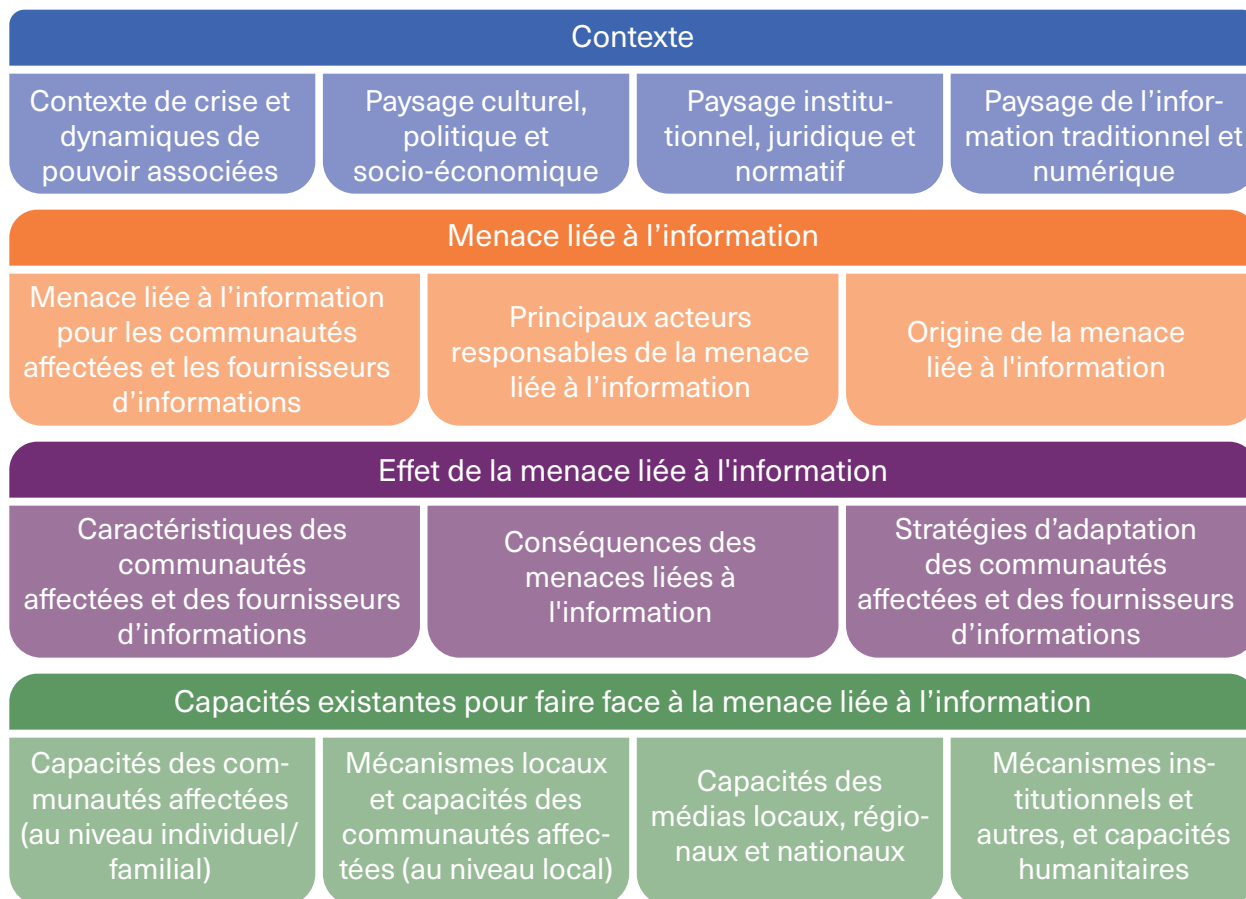 Contexte
Contexte de crise et
dynamiques de
pouvoir associées
Paysage culturel,
politique et
socio-économique
Paysage institu-
tionnel, juridique et
normatif
Paysage de l’infor-
mation traditionnel et
numérique
Menace liée à l’information
Menace liée à l’information
pour les communautés
affectées et les fournisseurs
d’informations
Principaux acteurs
responsables de la menace
liée à l’information
Origine de la menace
liée à l'information
Effet de la menace liée à l'information
Caractéristiques des
communautés
affectées et des fournisseurs
d’informations
Conséquences des
menaces liées à
l'information
Stratégies d’adaptation
des communautés
affectées et des fournisseurs
d’informations
Capacités existantes pour faire face à la menace liée à l’information
Capacités des com-
munautés affectées
(au niveau individuel/
familial)
Mécanismes locaux
et capacités des
communautés affec-
tées (au niveau local)
Capacités des
médias locaux, régio-
naux et nationaux
Mécanismes ins-
titutionnels et
autres, et capacités
humanitaires